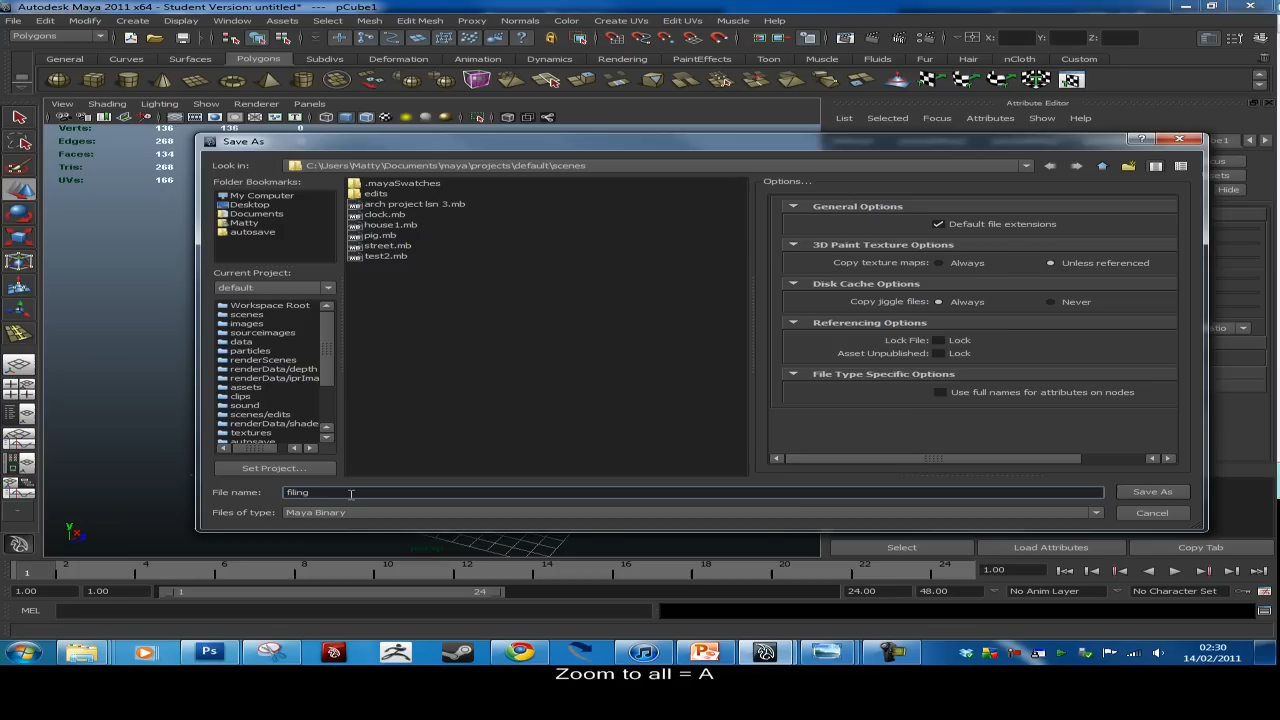 Autodesk Maya 2011 x64 - Student Version: untitled* --- pCube1
File Edit Modify Create Display Window Assets Select Mesh Edit Mesh Proxy Normals Color Create UVs Edit UVs Muscle Help
Polygons X: Y: Z:
General Curves Surfaces Polygons Subdivs Deformation Animation Dynamics Rendering PaintEffects Toon Muscle Fluids Fur Hair nCloth Custom
View Shading Lighting Show Renderer Panels
Attribute Editor
List Selected Focus Attributes Show Help
Verts: 136 136 0
Edges: 268
Faces: 134
Tris: 268
UVs: 166
Save As
Look in: C:\Users\Matty\Documents\maya\projects\default\scenes
Folder Bookmarks:
My Computer
Desktop
Documents
Matty
autosave
Current Project:
default
Workspace Root
scenes
images
sourceimages
data
particles
renderScenes
renderData/depth
renderData/iprIma
assets
clips
sound
scenes/edits
renderData/shade
textures
autosave
Set Project...
.mayaSwatches
edits
arch project lsn 3.mb
clock.mb
house1.mb
pig.mb
street.mb
test2.mb
Options...
General Options
Default file extensions
3D Paint Texture Options
Copy texture maps: Always Unless referenced
Disk Cache Options
Copy jiggle files: Always Never
Referencing Options
Lock File: Lock
Asset Unpublished: Lock
File Type Specific Options
Use full names for attributes on nodes
File name: filing Save As
Files of type: Maya Binary Cancel
Hide
y
x
z
Select Load Attributes Copy Tab
1 2 4 6 8 10 12 14 16 18 20 22 24 1.00
1.00 1.00 1 24 24.00 48.00 No Anim Layer No Character Set
MEL
Ps
02:30
14/02/2011
Zoom to all = A